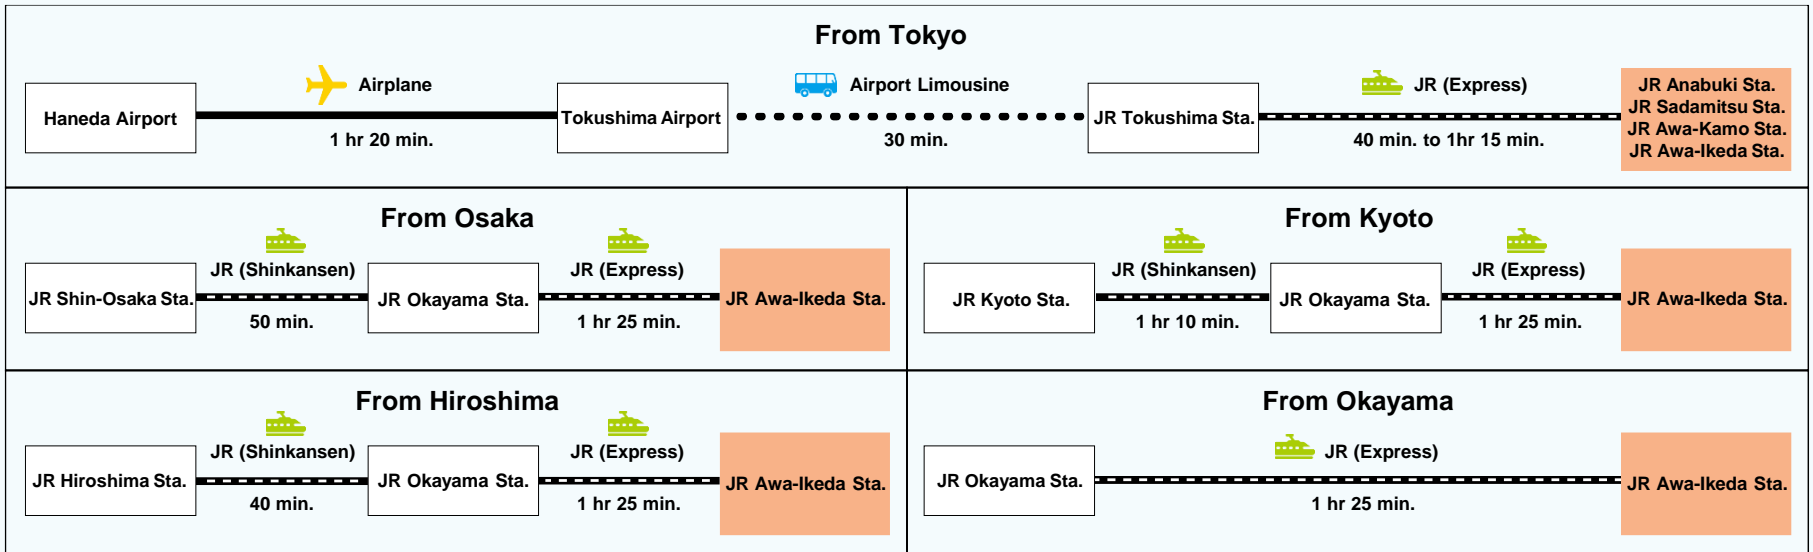 From Tokyo
Airplane
Airport Limousine
JR (Express)
Haneda Airport
Tokushima Airport
JR Tokushima Sta.
JR Anabuki Sta.
JR Sadamitsu Sta.
JR Awa-Kamo Sta.
JR Awa-Ikeda Sta.
1 hr 20 min.
30 min.
40 min. to 1hr 15 min.
From Osaka
JR (Shinkansen)
JR (Express)
JR Shin-Osaka Sta.
JR Okayama Sta.
JR Awa-Ikeda Sta.
50 min.
1 hr 25 min.
From Kyoto
JR (Shinkansen)
JR (Express)
JR Kyoto Sta.
JR Okayama Sta.
JR Awa-Ikeda Sta.
1 hr 10 min.
1 hr 25 min.
From Hiroshima
JR (Shinkansen)
JR (Express)
JR Hiroshima Sta.
JR Okayama Sta.
JR Awa-Ikeda Sta.
40 min.
1 hr 25 min.
From Okayama
JR (Express)
JR Okayama Sta.
JR Awa-Ikeda Sta.
1 hr 25 min.